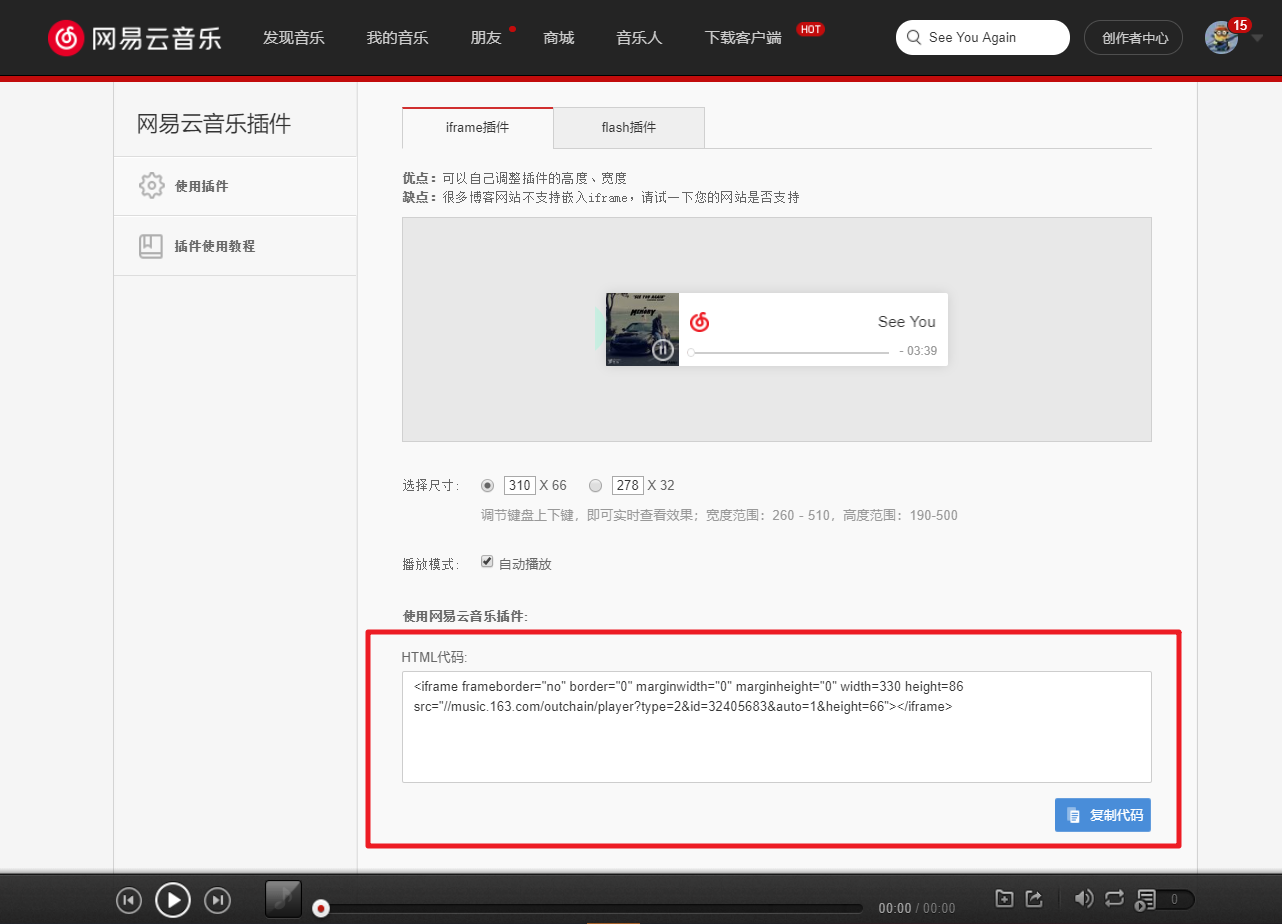 网易云音乐
发现音乐
我的音乐
朋友
商城
音乐人
下载客户端
HOT
See You Again
创作者中心
15
网易云音乐插件
使用插件
插件使用教程
iframe插件
flash插件
优点：可以自己调整插件的高度、宽度
缺点：很多博客网站不支持嵌入iframe，请试一下您的网站是否支持
SEE YOU AGAIN
See You
- 03:39
选择尺寸：
310 X 66
278 X 32
调节键盘上下键，即可实时查看效果；宽度范围：260 - 510，高度范围：190-500
播放模式：
自动播放
使用网易云音乐插件:
HTML代码:
<iframe frameborder="no" border="0" marginwidth="0" marginheight="0" width=330 height=86
src="//music.163.com/outchain/player?type=2&id=32405683&auto=1&height=66"></iframe>
复制代码
00:00 / 00:00
0